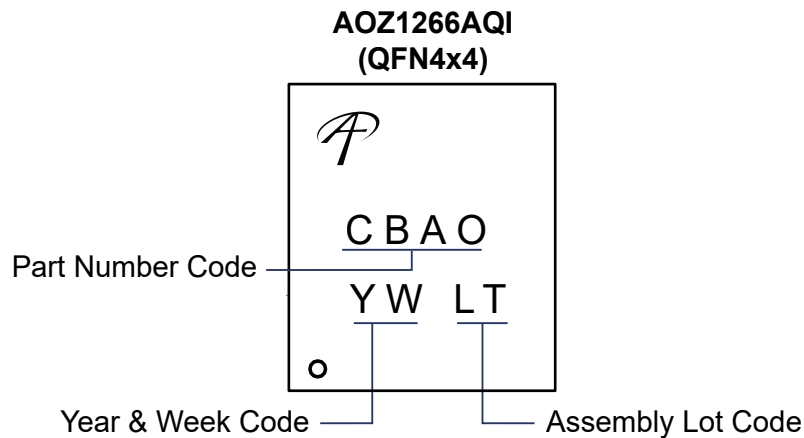 AOZ1266AQI
(QFN4x4)
CBAO
Part Number Code
YW LT
Year & Week Code
Assembly Lot Code